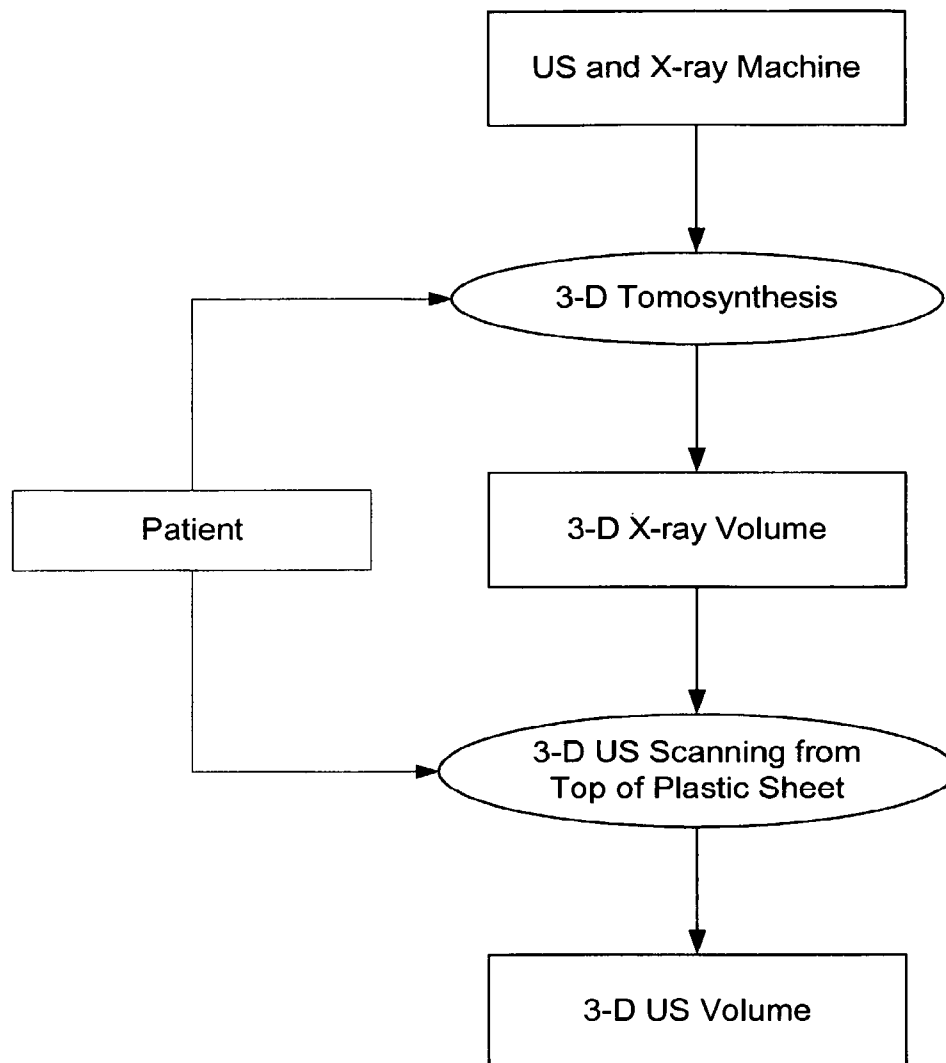 US and X-ray Machine
3-D Tomosynthesis
Patient
3-D X-ray Volume
3-D US Scanning from
Top of Plastic Sheet
3-D US Volume